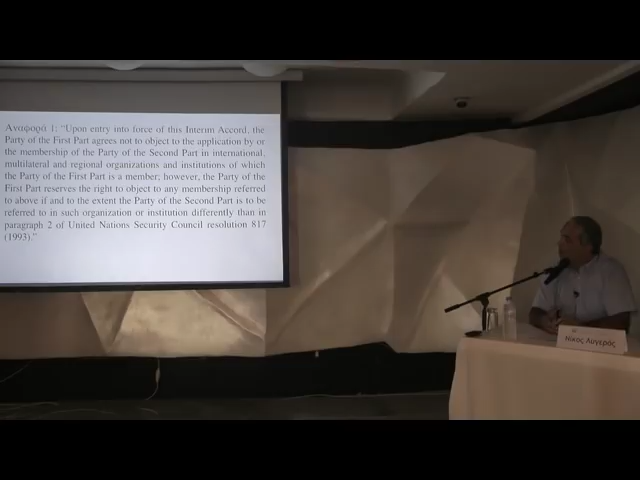 Αναφορά 1: “Upon entry into force of this Interim Accord, the
Party of the First Part agrees not to object to the application by or
the membership of the Party of the Second Part in international,
multilateral and regional organizations and institutions of which
the Party of the First Part is a member; however, the Party of the
First Part reserves the right to object to any membership referred
to above if and to the extent the Party of the Second Part is to be
referred to in such organization or institution differently than in
paragraph 2 of United Nations Security Council resolution 817
(1993).”
Νίκος Λυγερός